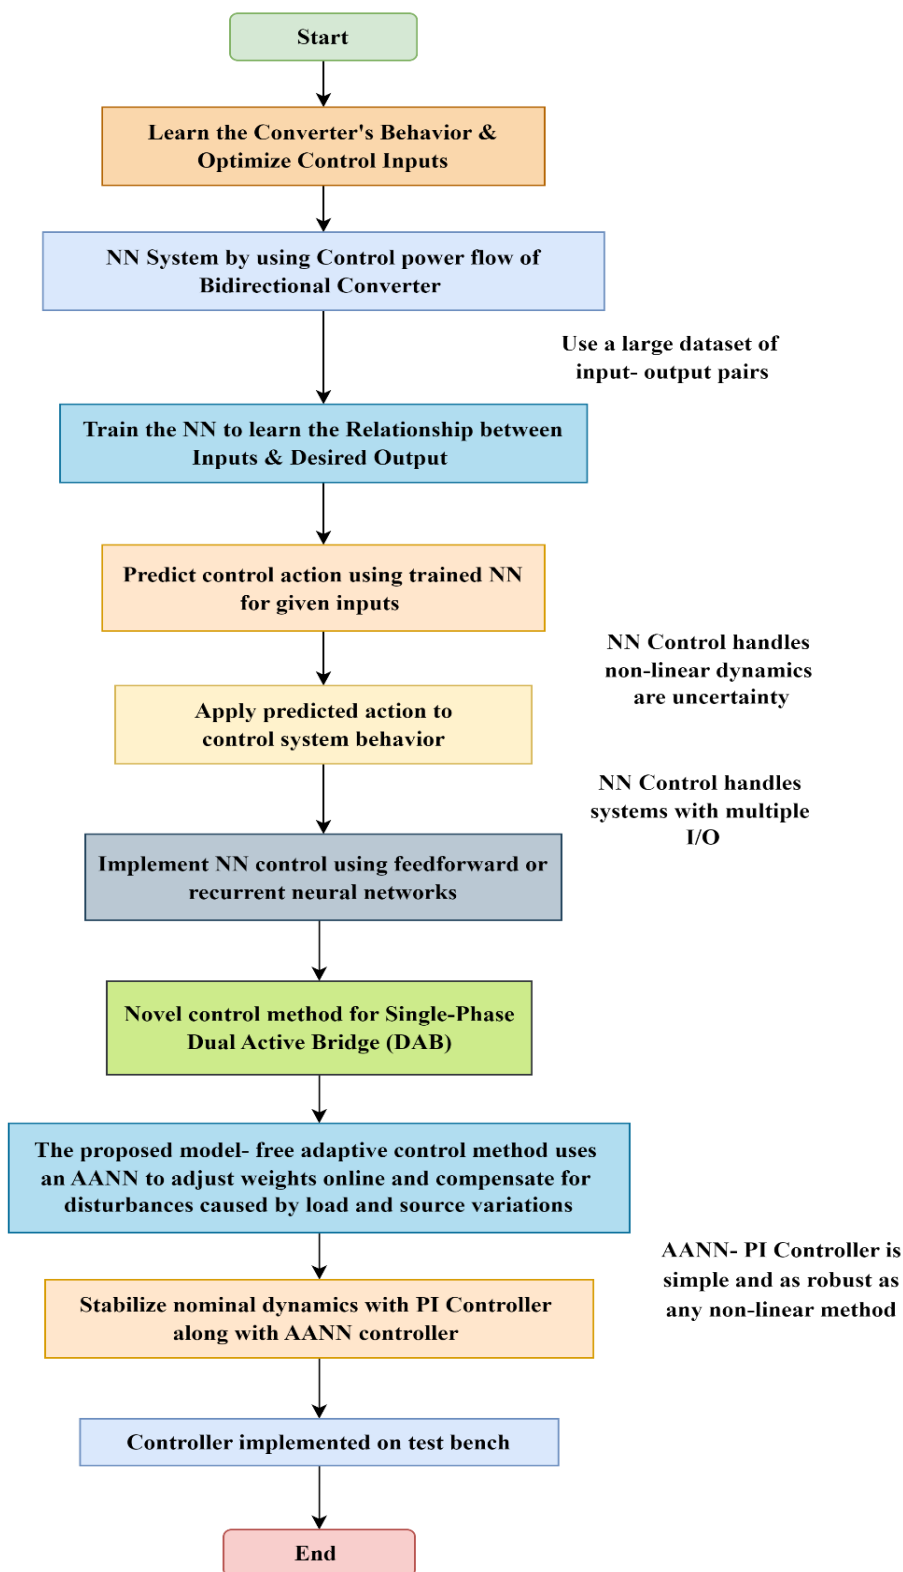 Start
Learn the Converter's Behavior &
Optimize Control Inputs
NN System by using Control power flow of
Bidirectional Converter
Use a large dataset of
input- output pairs
Train the NN to learn the Relationship between
Inputs & Desired Output
Predict control action using trained NN
for given inputs
NN Control handles
non-linear dynamics
are uncertainty
Apply predicted action to
control system behavior
NN Control handles
systems with multiple
I/O
Implement NN control using feedforward or
recurrent neural networks
Novel control method for Single-Phase
Dual Active Bridge (DAB)
The proposed model- free adaptive control method uses
an AANN to adjust weights online and compensate for
disturbances caused by load and source variations
AANN- PI Controller is
simple and as robust as
any non-linear method
Stabilize nominal dynamics with PI Controller
along with AANN controller
Controller implemented on test bench
End